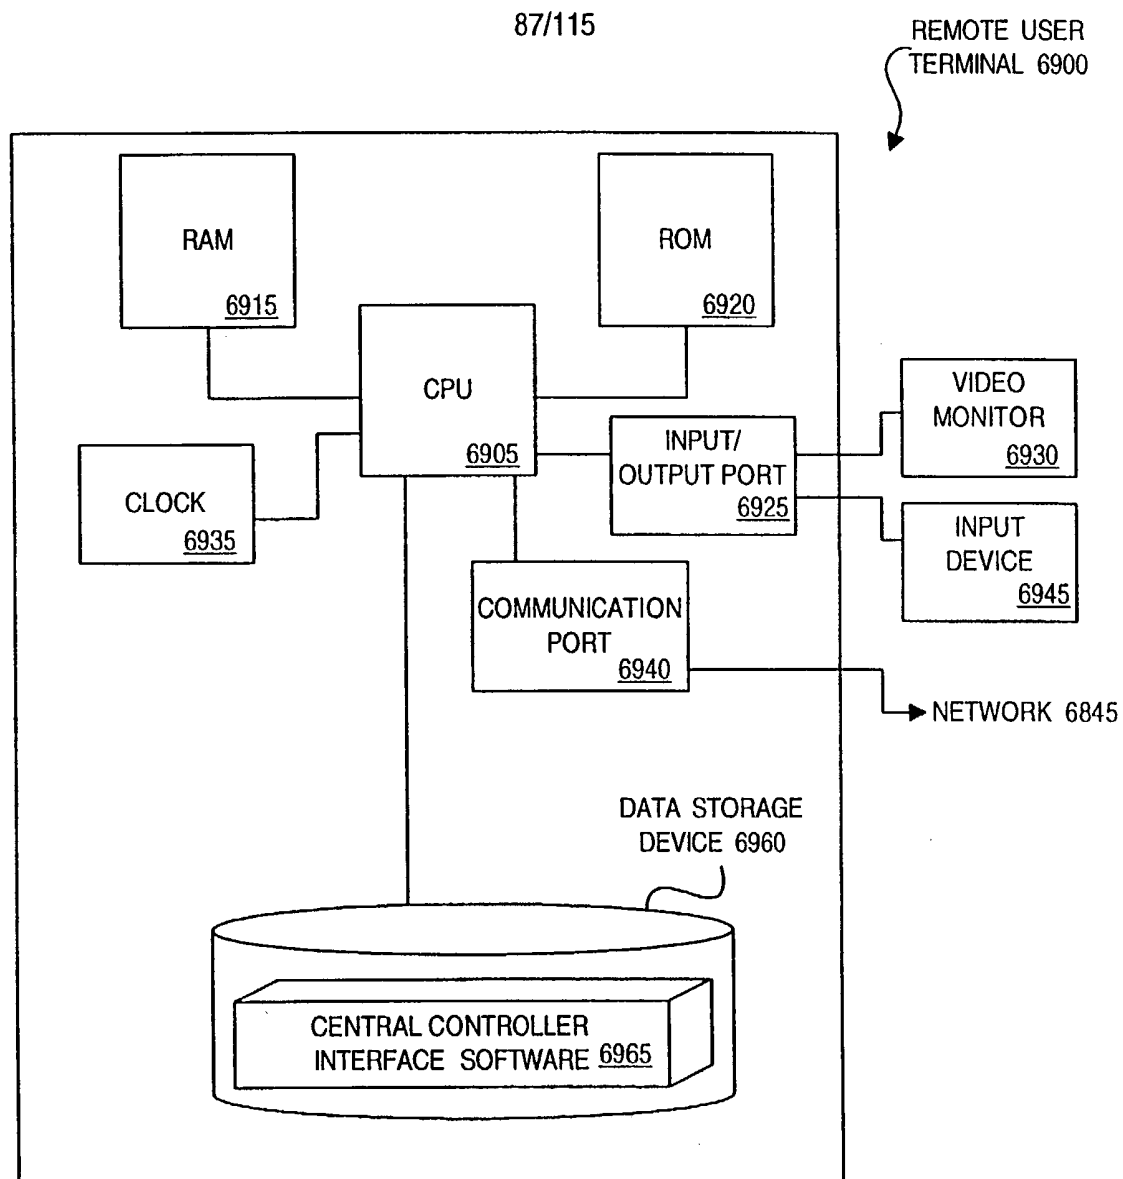 87/115
REMOTE USER
TERMINAL 6900
RAM
6915
ROM
6920
CPU
6905
VIDEO
MONITOR
6930
INPUT/
OUTPUT PORT
6925
CLOCK
6935
INPUT
DEVICE
6945
COMMUNICATION
PORT
6940
NETWORK 6845
DATA STORAGE
DEVICE 6960
CENTRAL CONTROLLER
INTERFACE SOFTWARE 6965